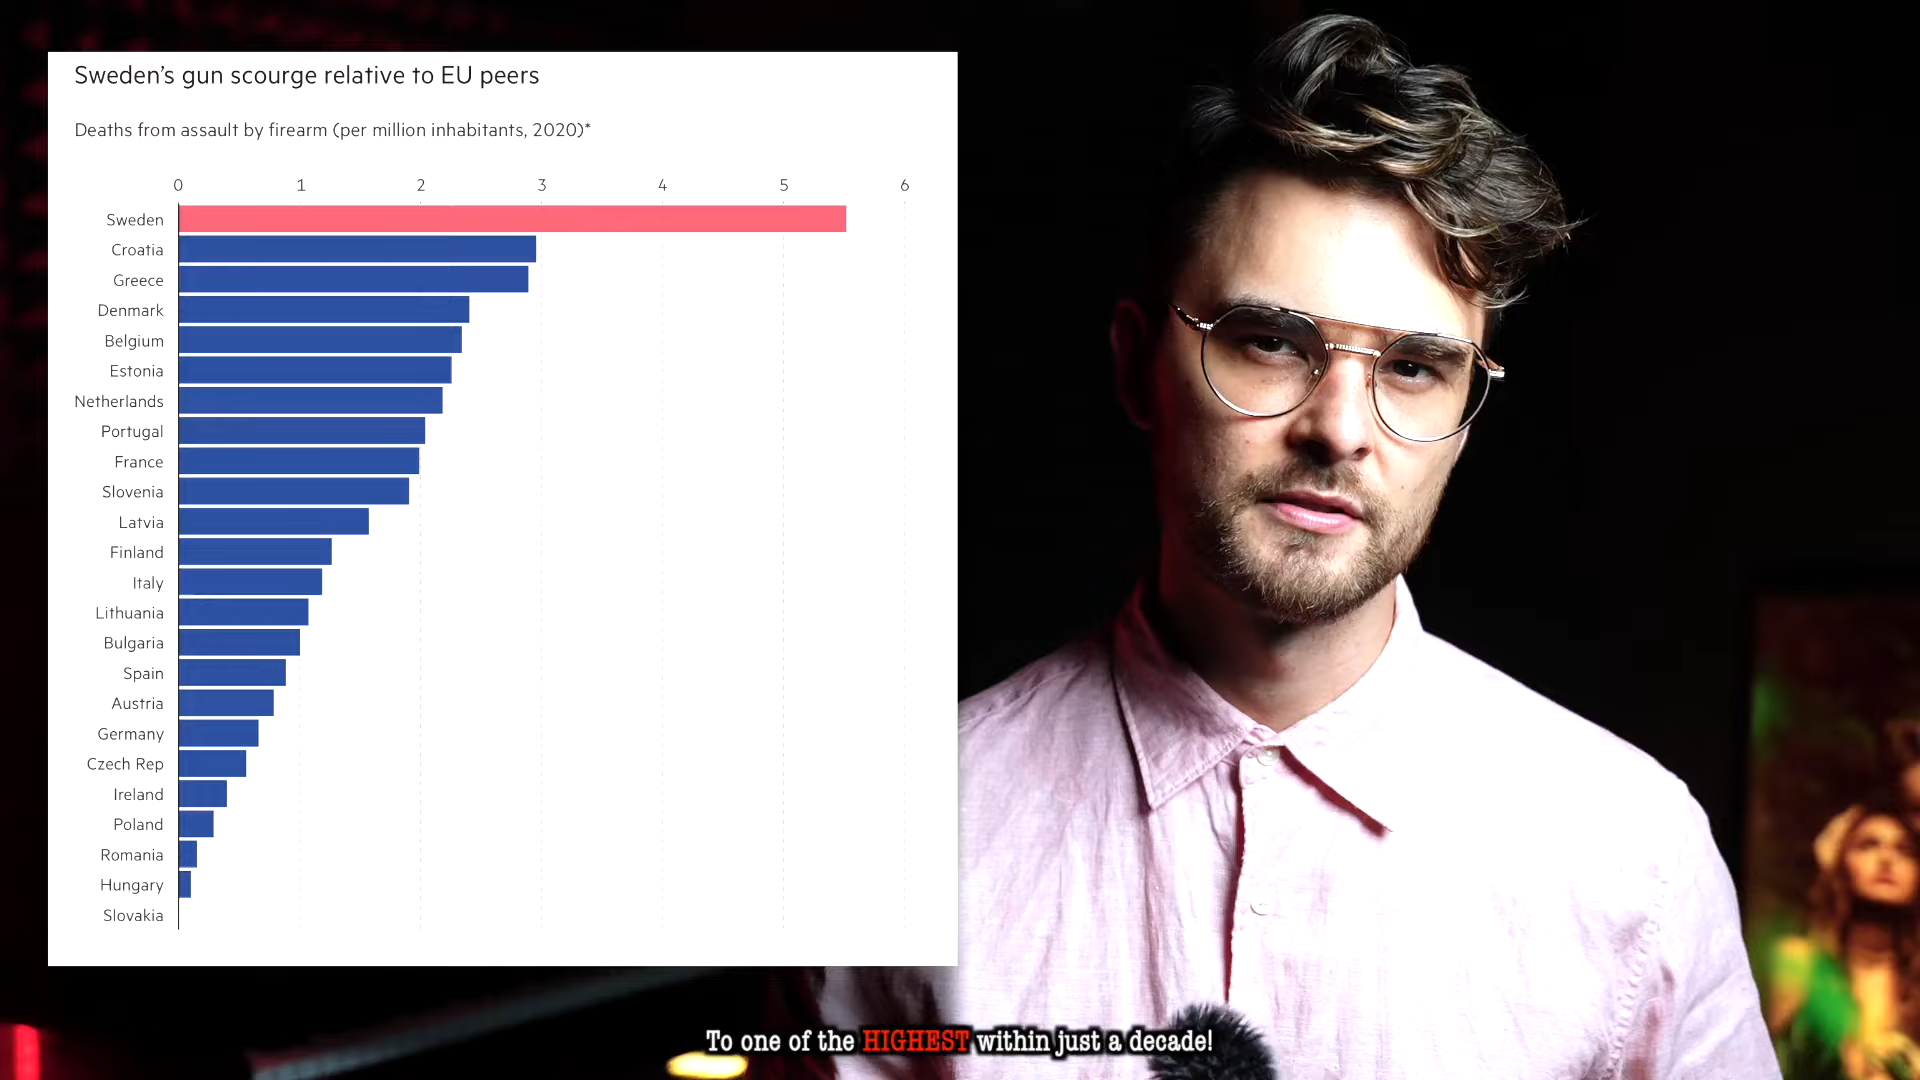 Sweden's gun scourge relative to EU peers
Deaths from assault by firearm (per million inhabitants, 2020)*
0 1 2 3 4 5 6
Sweden
Croatia
Greece
Denmark
Belgium
Estonia
Netherlands
Portugal
France
Slovenia
Latvia
Finland
Italy
Lithuania
Bulgaria
Spain
Austria
Germany
Czech Rep
Ireland
Poland
Romania
Hungary
Slovakia
To one of the HIGHEST within just a decade!